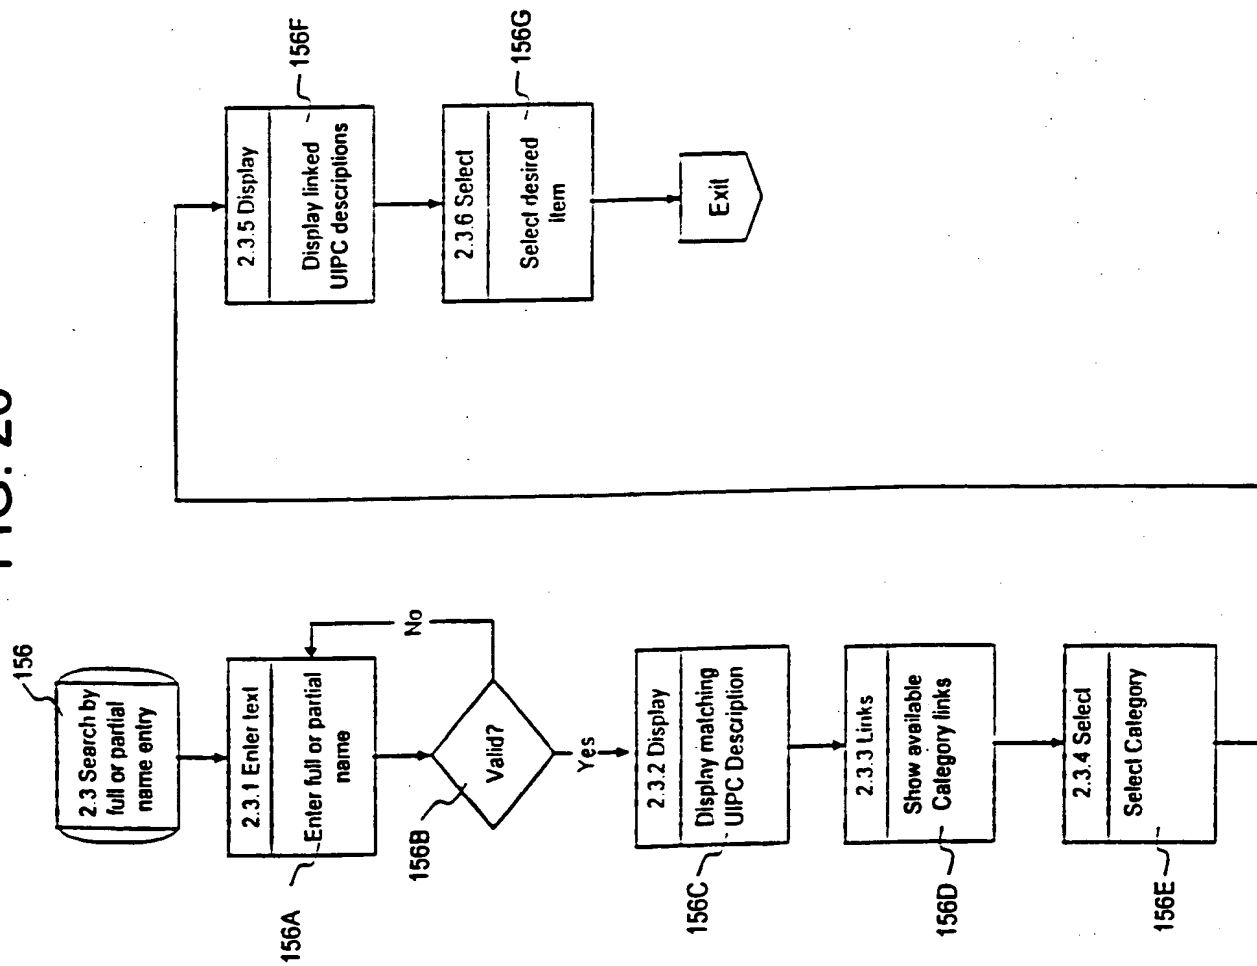 156
2.3 Search by
full or partial
name entry
2.3.1 Enter text
Enter full or partial
name
156A
No
Valid?
156B
Yes
2.3.2 Display
Display matching
UIPC Description
156C
2.3.3 Links
Show available
Category links
156D
2.3.4 Select
Select Category
156E
2.3.5 Display
Display linked
UIPC descriptions
156F
2.3.6 Select
Select desired
item
156G
Exit